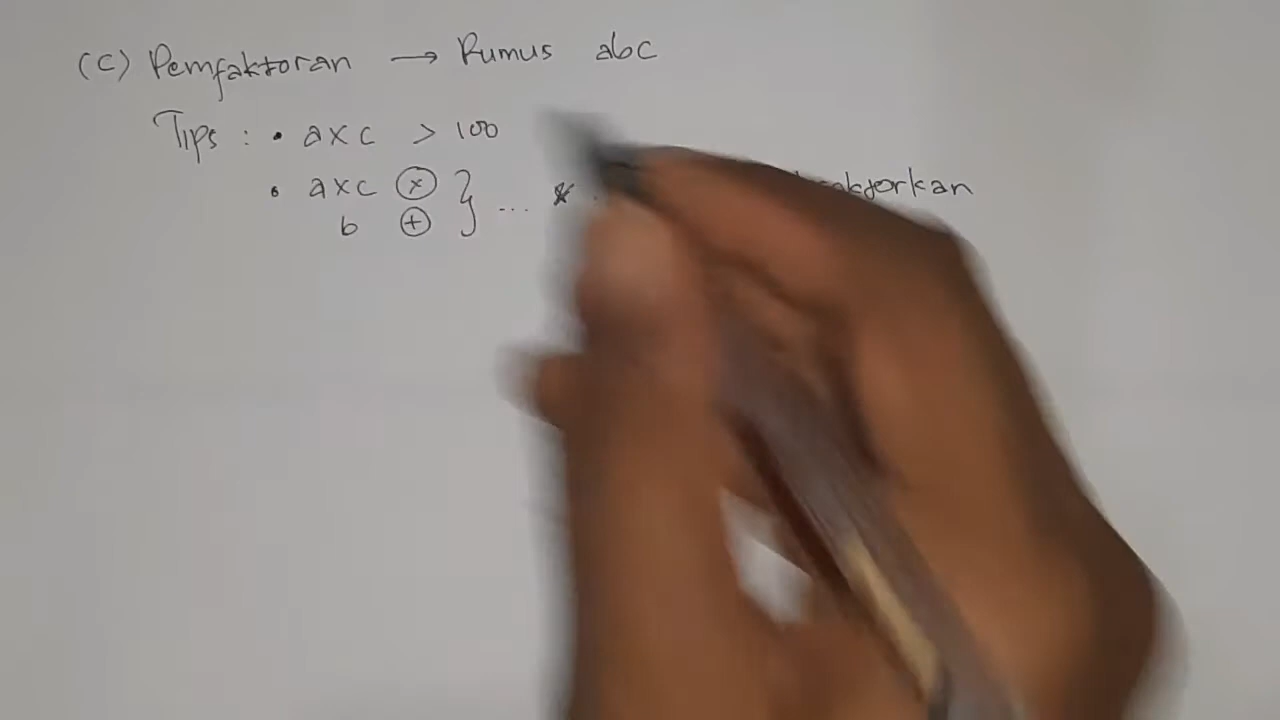 (c) Pemfaktoran → Rumus abc
Tips : • a x c > 100
• a x c (x) } ...
b (+)